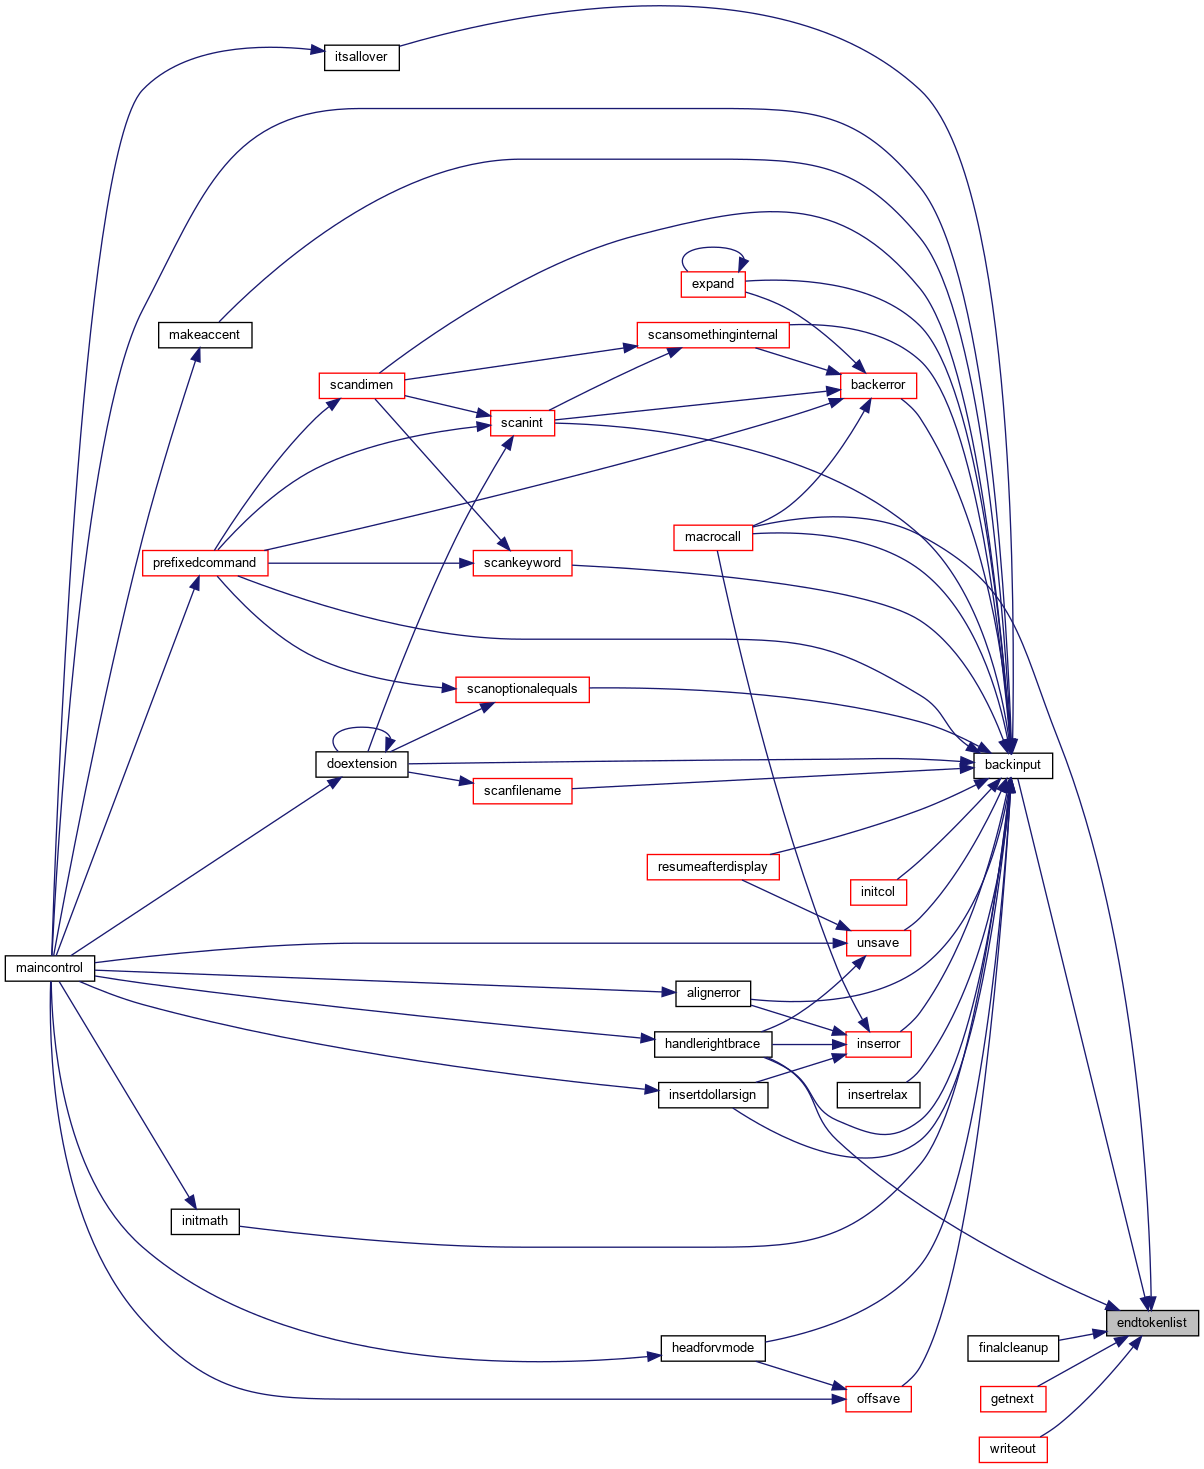 itsallover
expand
makeaccent
scansomethinginternal
scandimen
backerror
scanint
macrocall
prefixedcommand
scankeyword
scanoptionalequals
doextension
backinput
scanfilename
resumeafterdisplay
initcol
unsave
maincontrol
alignerror
handlerightbrace
inserror
insertdollarsign
insertrelax
initmath
endtokenlist
headforvmode
finalcleanup
offsave
getnext
writeout